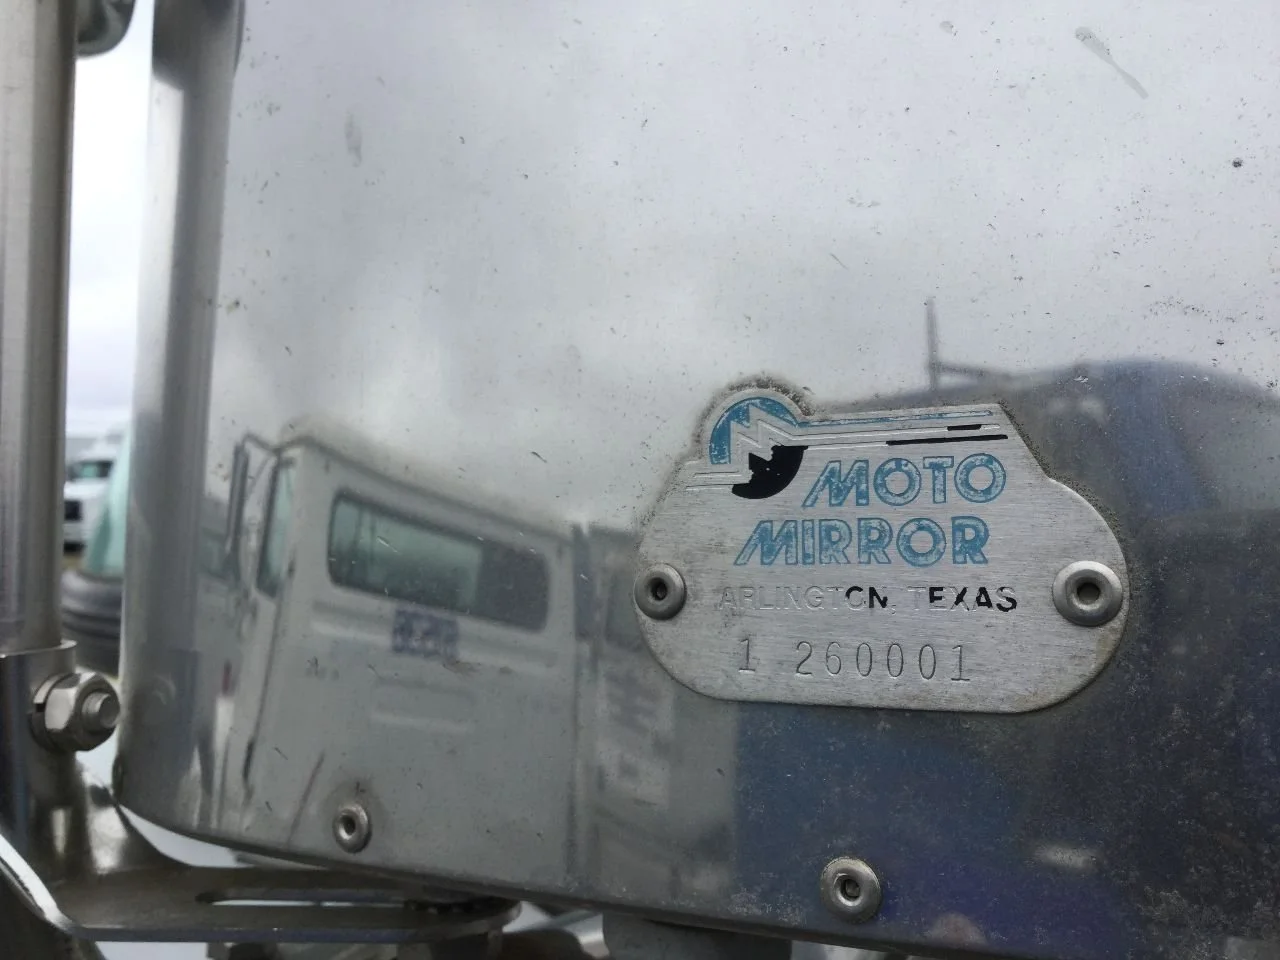 MOTO
MIRROR
ARLINGTON, TEXAS
1 260001